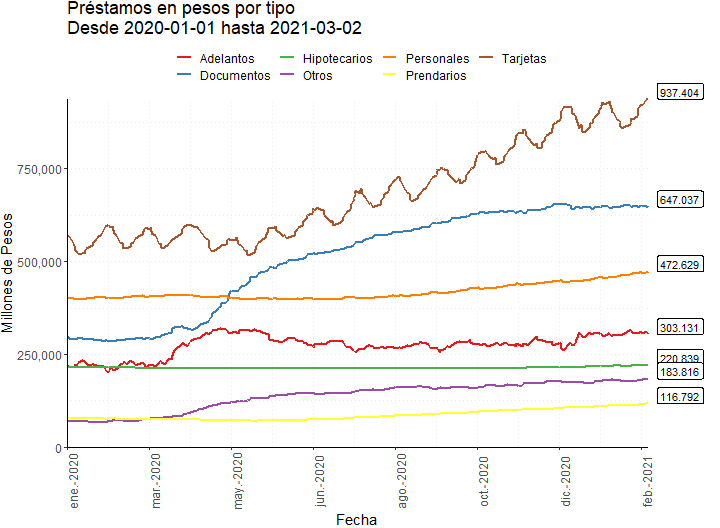 Préstamos en pesos por tipo
Desde 2020-01-01 hasta 2021-03-02
Adelantos Hipotecarios Personales Tarjetas
Documentos Otros Prendarios
937.404
750,000
647.037
500,000
472.629
303.131
250,000
220.839
183.816
116.792
0
Millones de Pesos
ene.-2020 mar.-2020 may.-2020 jun.-2020 ago.-2020 oct.-2020 dic.-2020 feb.-2021
Fecha